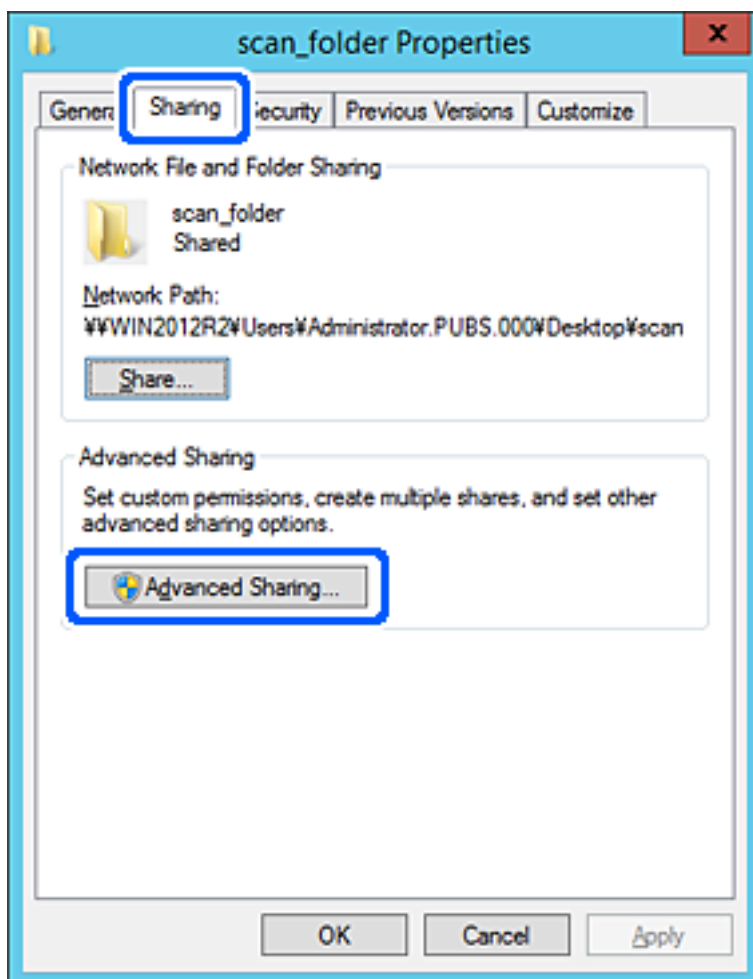 scan_folder Properties
x
General Sharing Security Previous Versions Customize
Network File and Folder Sharing
scan_folder
Shared
Network Path:
¥¥WIN2012R2¥Users¥Administrator.PUBS.000¥Desktop¥scan
Share...
Advanced Sharing
Set custom permissions, create multiple shares, and set other
advanced sharing options.
Advanced Sharing...
OK Cancel Apply